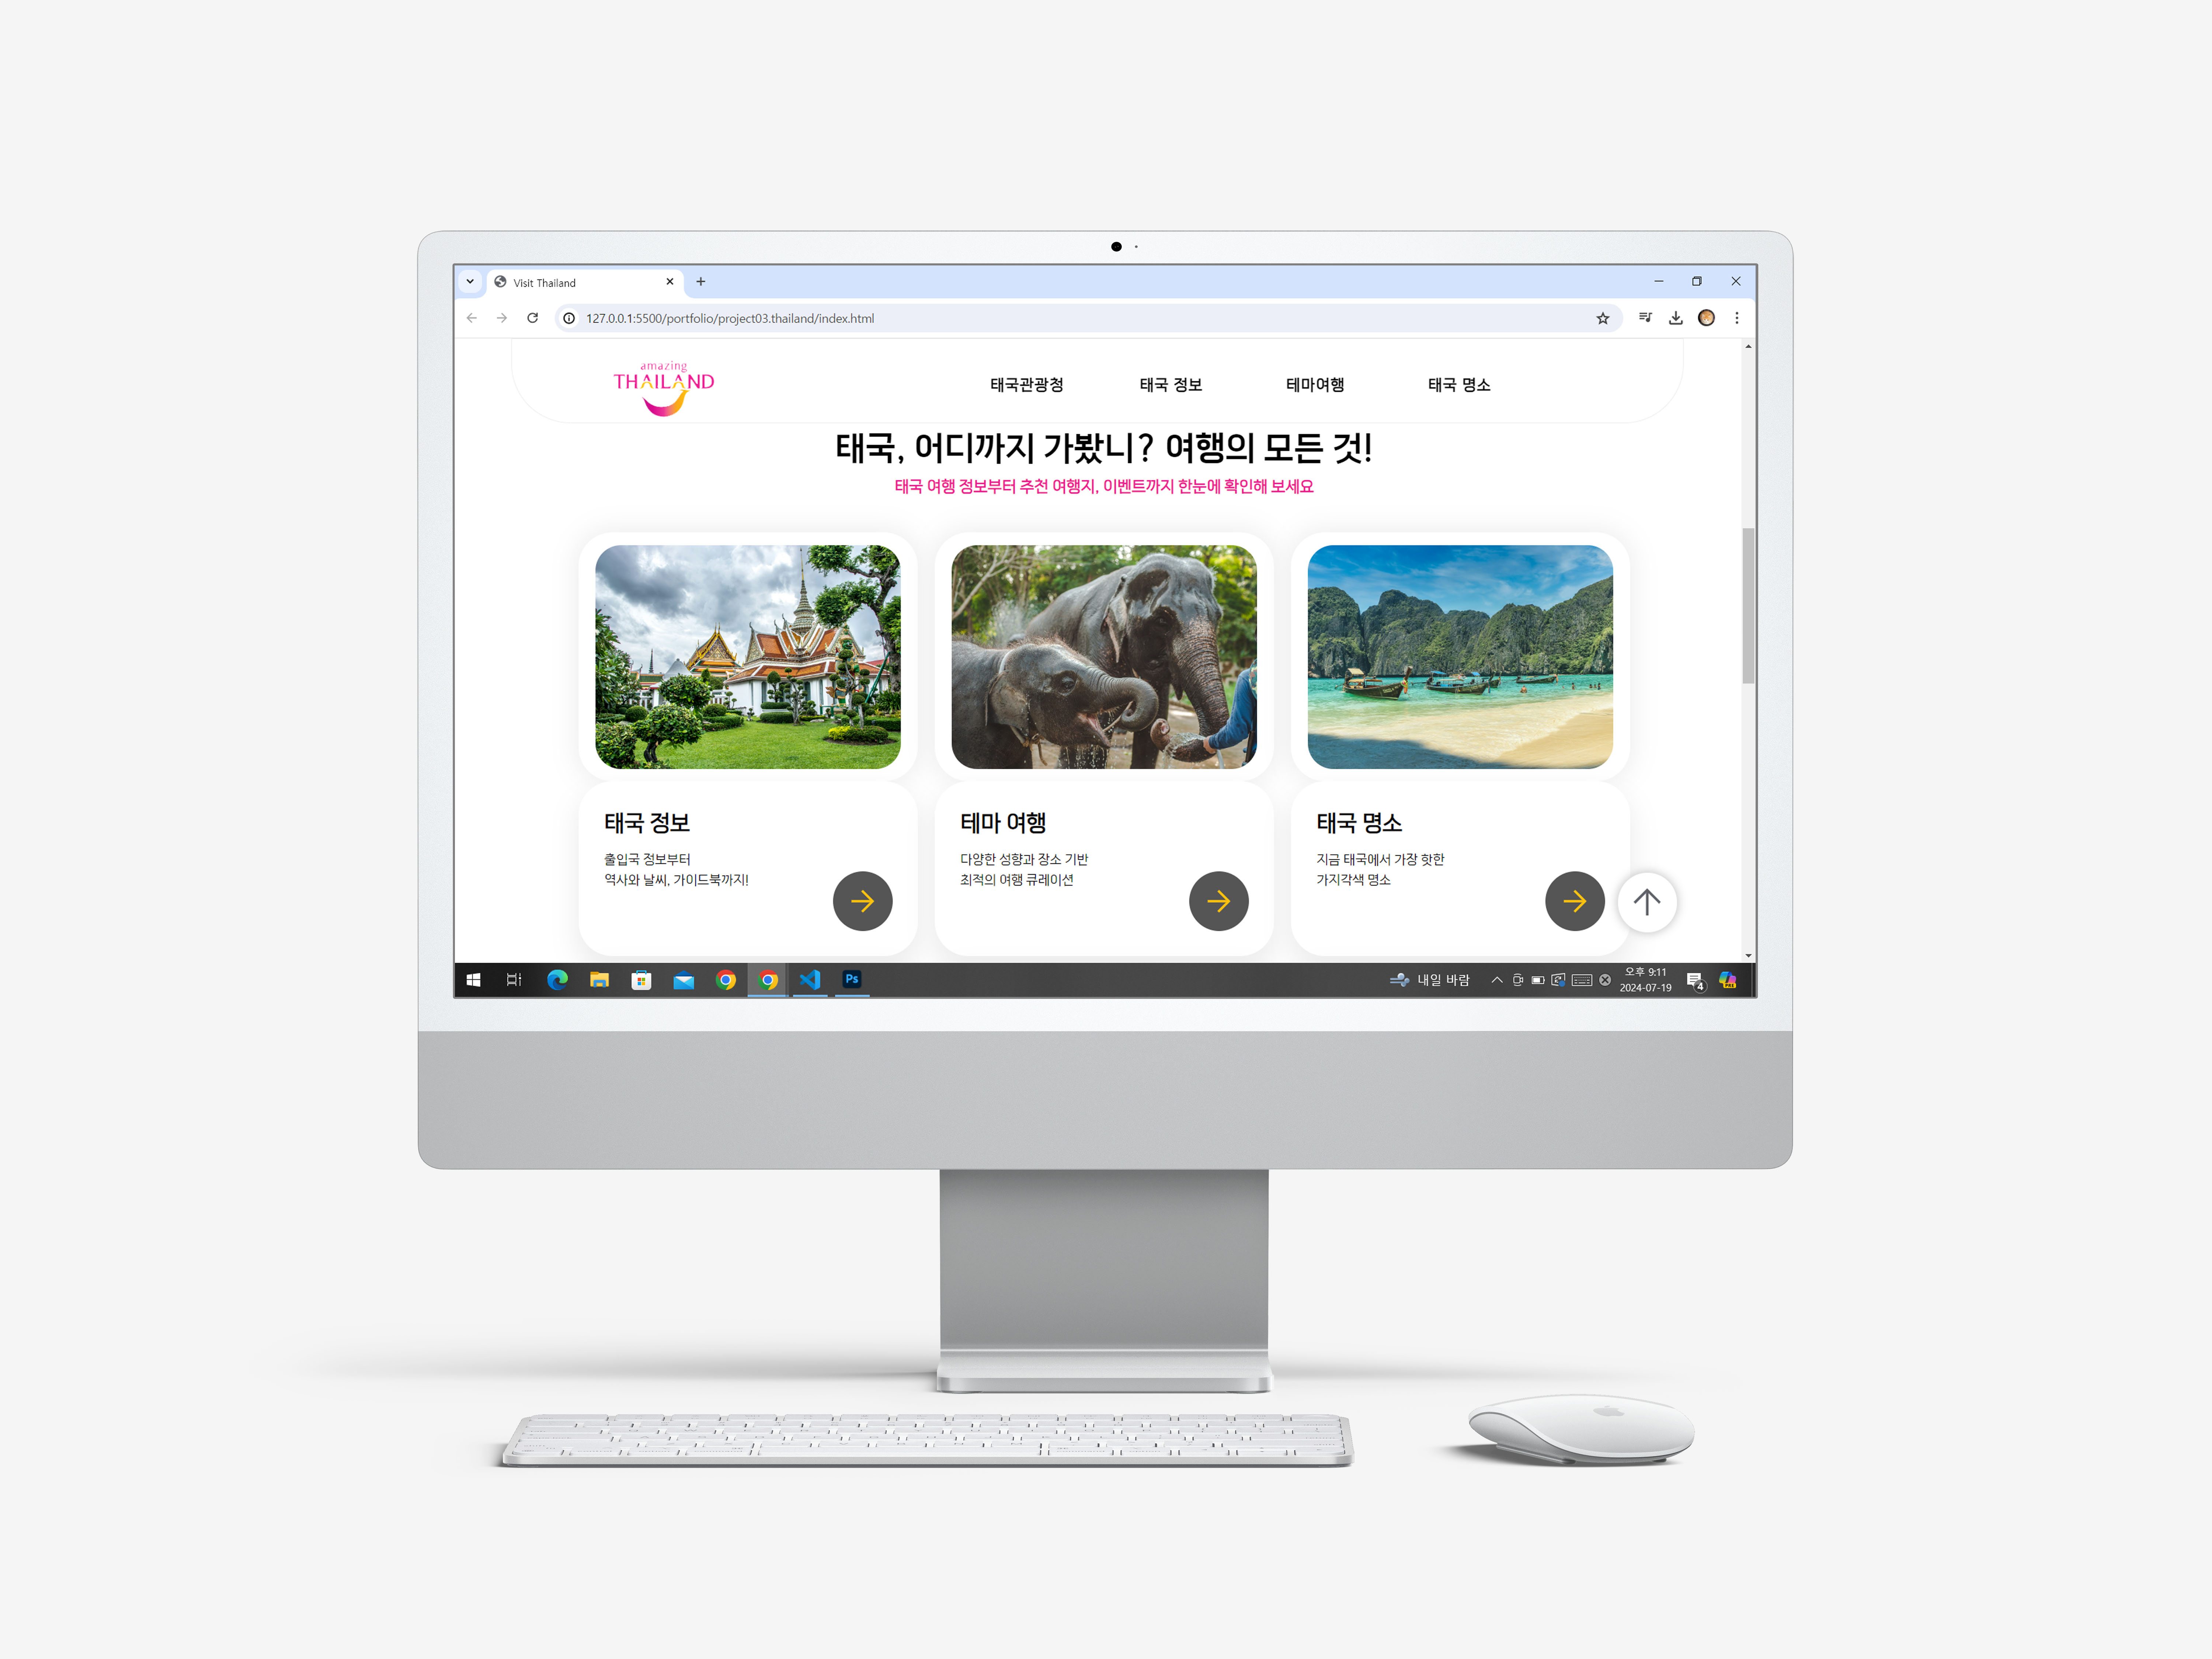 Visit Thailand
127.0.0.1:5500/portfolio/project03.thailand/index.html
amazing
THAILAND
태국관광청 태국 정보 테마여행 태국 명소
태국, 어디까지 가봤니? 여행의 모든 것!
태국 여행 정보부터 추천 여행지, 이벤트까지 한눈에 확인해 보세요
태국 정보
출입국 정보부터
역사와 날씨, 가이드북까지!
테마 여행
다양한 성향과 장소 기반
최적의 여행 큐레이션
태국 명소
지금 태국에서 가장 핫한
가지각색 명소
Ps
내일 바람
오후 9:11
2024-07-19
4